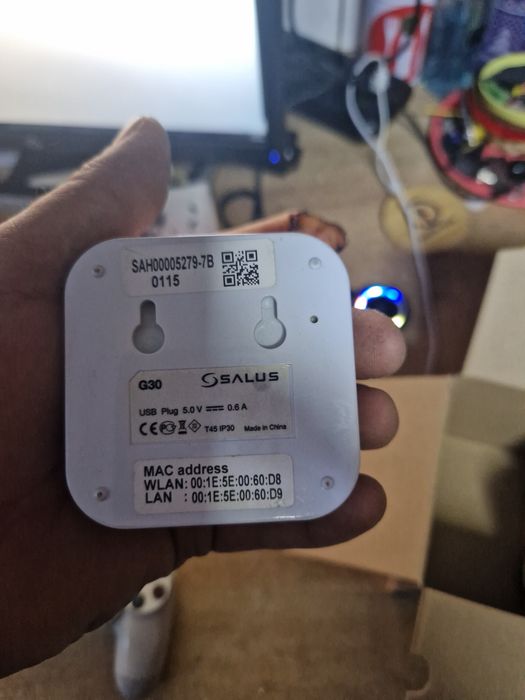 SAH00005279-7B
0115
G30 SALUS
USB Plug 5.0 V ⎓ 0.6 A
CE T45 IP30 Made in China
MAC address
WLAN: 00:1E:5E:00:60:D8
LAN : 00:1E:5E:00:60:D9